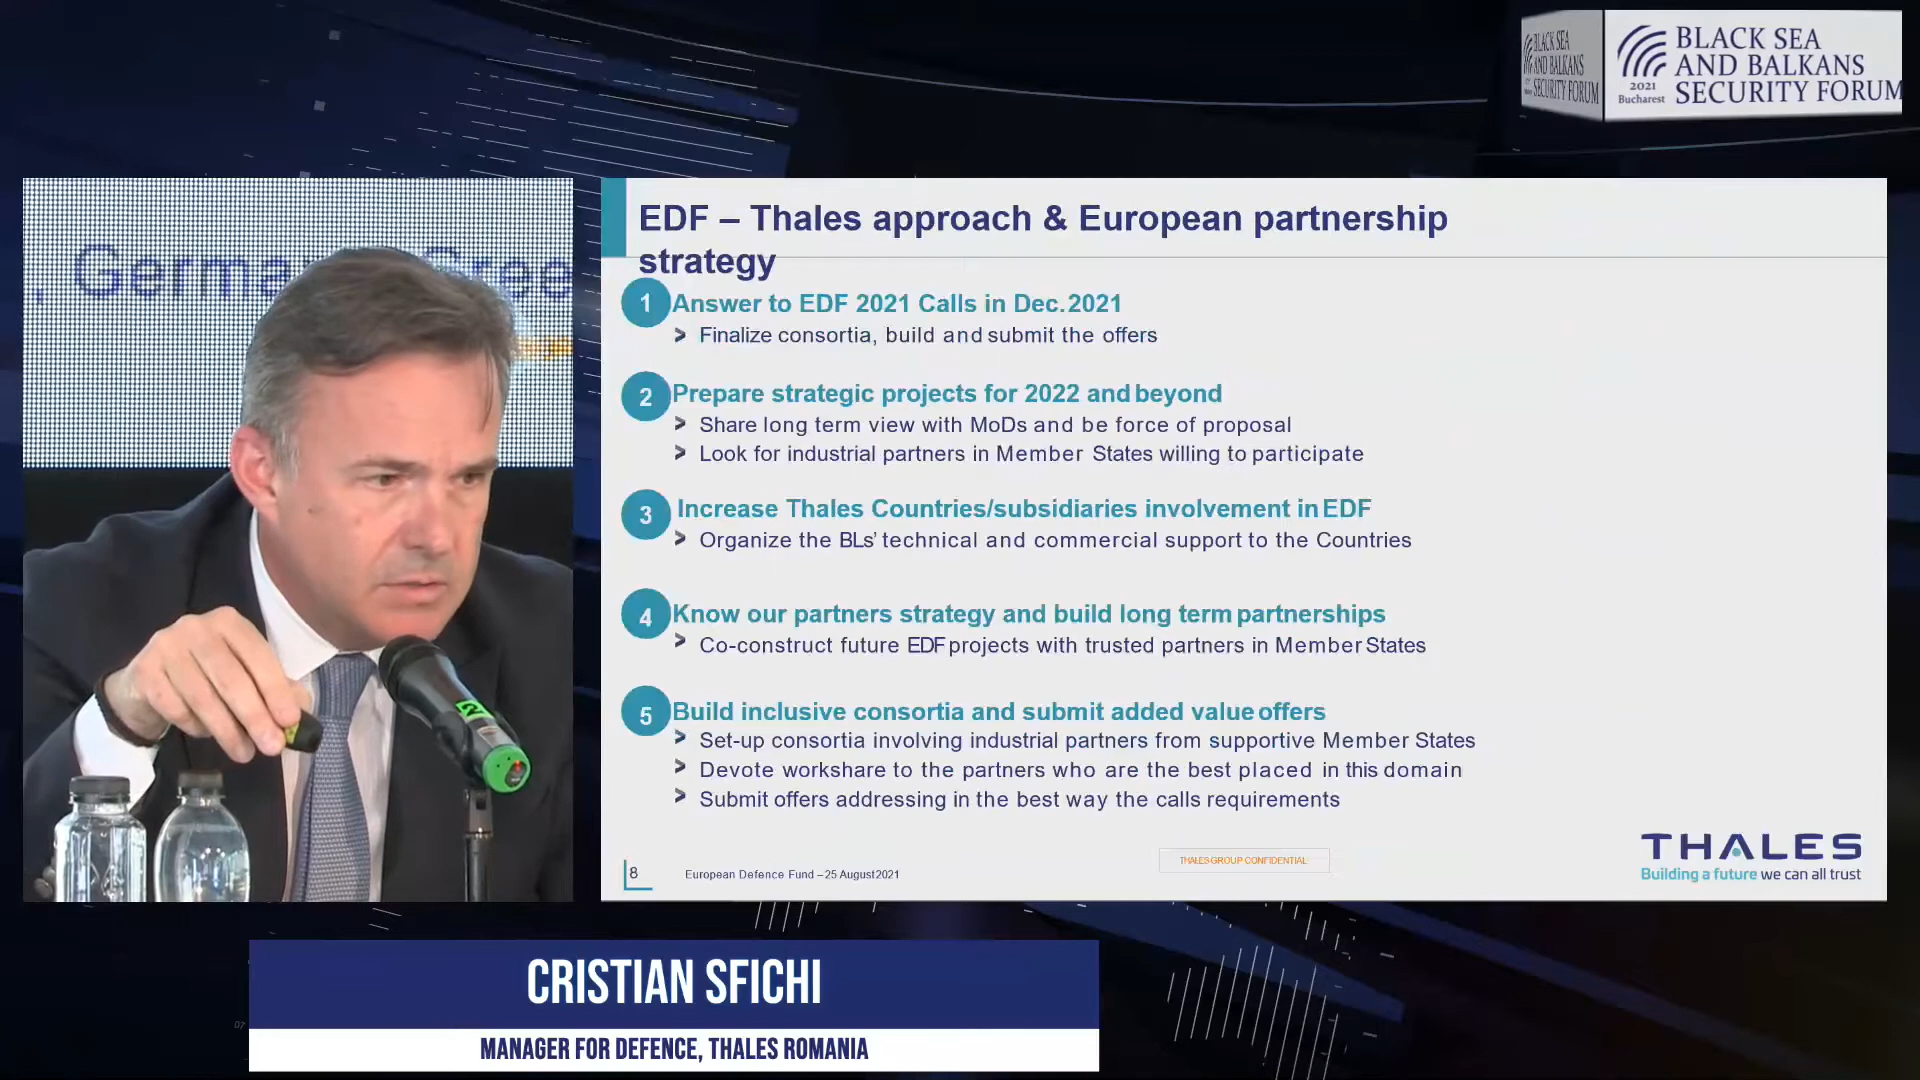 BLACK SEA
AND BALKANS
SECURITY FORUM
BLACK SEA
AND BALKANS
SECURITY FORUM
2021
Bucharest
, German
Gree
EDF – Thales approach & European partnership
strategy
1 Answer to EDF 2021 Calls in Dec. 2021
> Finalize consortia, build and submit the offers
2 Prepare strategic projects for 2022 and beyond
> Share long term view with MoDs and be force of proposal
> Look for industrial partners in Member States willing to participate
3 Increase Thales Countries/subsidiaries involvement in EDF
> Organize the BLs' technical and commercial support to the Countries
4 Know our partners strategy and build long term partnerships
> Co-construct future EDF projects with trusted partners in Member States
5 Build inclusive consortia and submit added value offers
> Set-up consortia involving industrial partners from supportive Member States
> Devote workshare to the partners who are the best placed in this domain
> Submit offers addressing in the best way the calls requirements
THALES
Building a future we can all trust
THALES GROUP CONFIDENTIAL
8
European Defence Fund – 25 August 2021
CRISTIAN SFICHI
MANAGER FOR DEFENCE, THALES ROMANIA